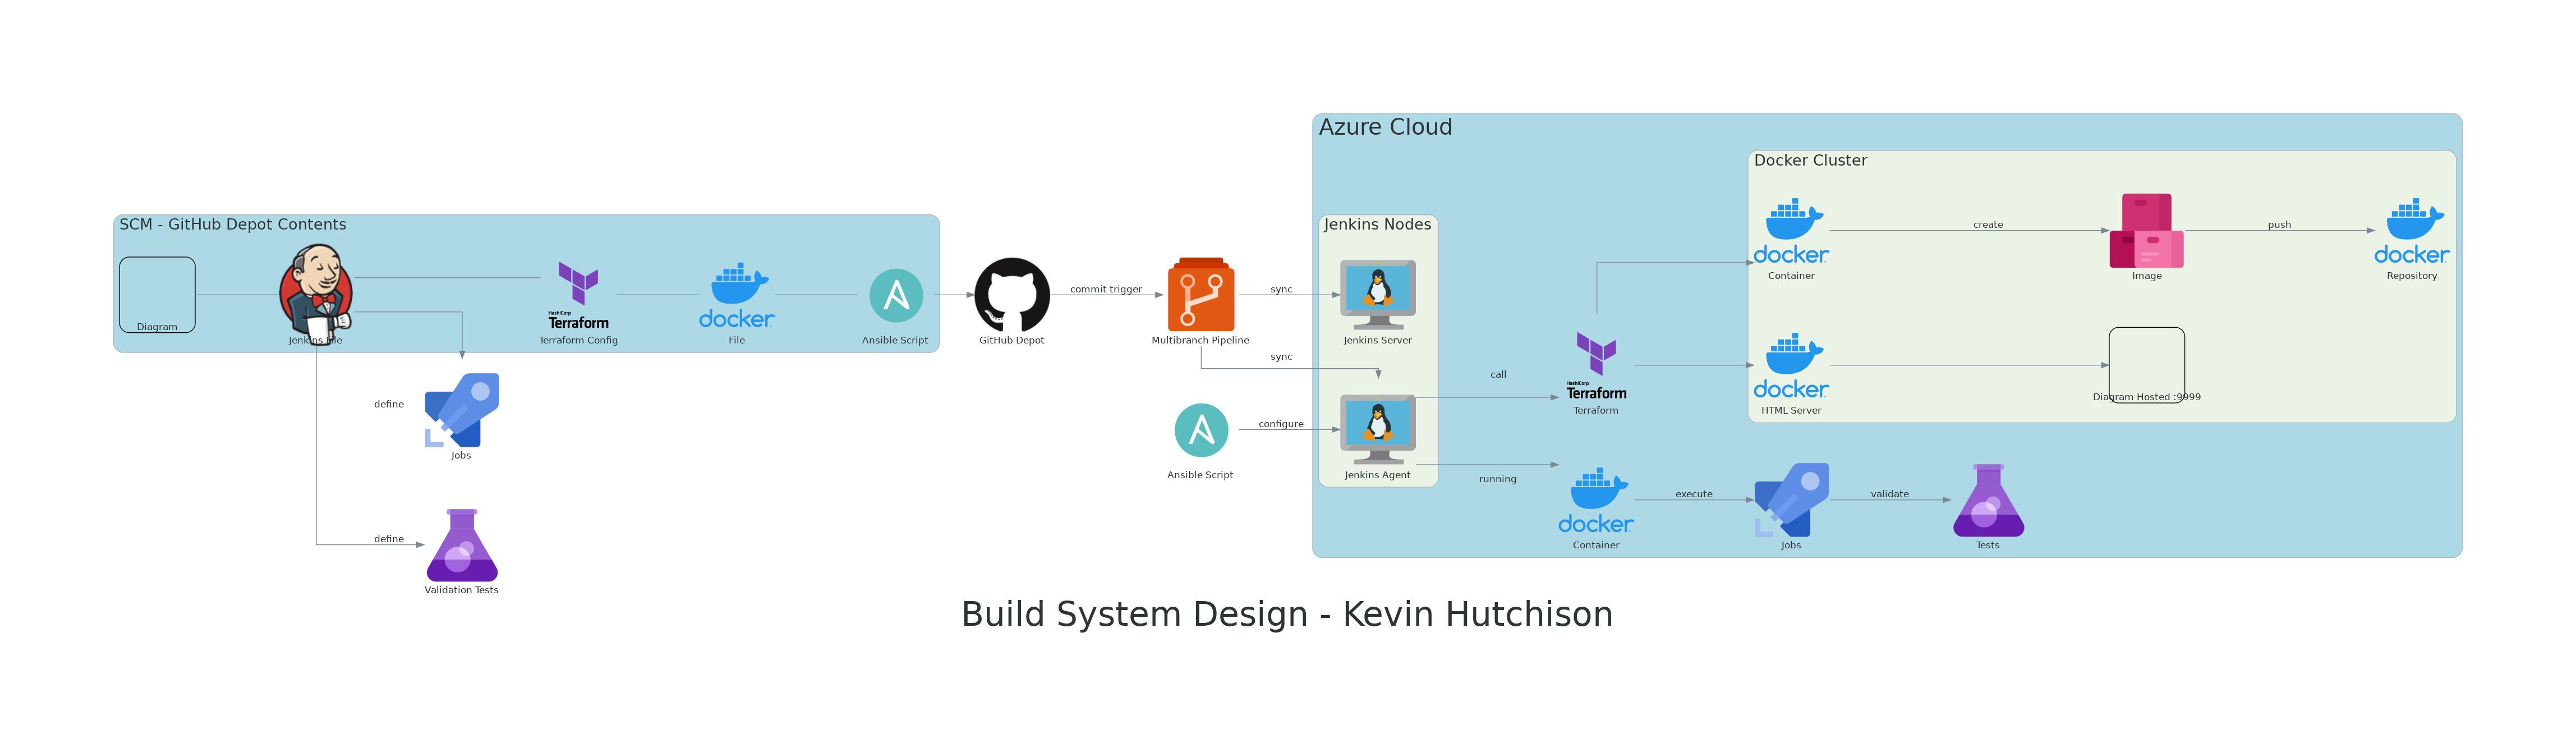 Azure Cloud
Docker Cluster
SCM - GitHub Depot Contents
Jenkins Nodes
Diagram
Jenkins File
HashiCorp
Terraform
Terraform Config
docker
File
Ansible Script
GitHub Depot
commit trigger
Multibranch Pipeline
sync
sync
Jenkins Server
define
Jobs
define
Validation Tests
Ansible Script
configure
Jenkins Agent
call
running
HashiCorp
Terraform
Terraform
docker
Container
create
Image
push
docker
Repository
docker
HTML Server
Diagram Hosted :9999
docker
Container
execute
Jobs
validate
Tests
Build System Design - Kevin Hutchison